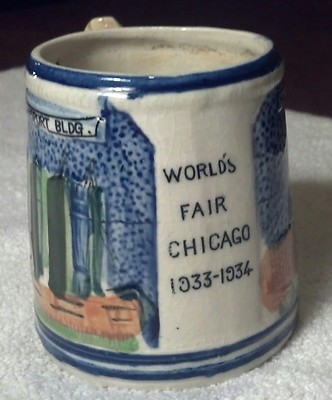 PORT BLDG.
WORLD'S
FAIR
CHICAGO
1933-1934